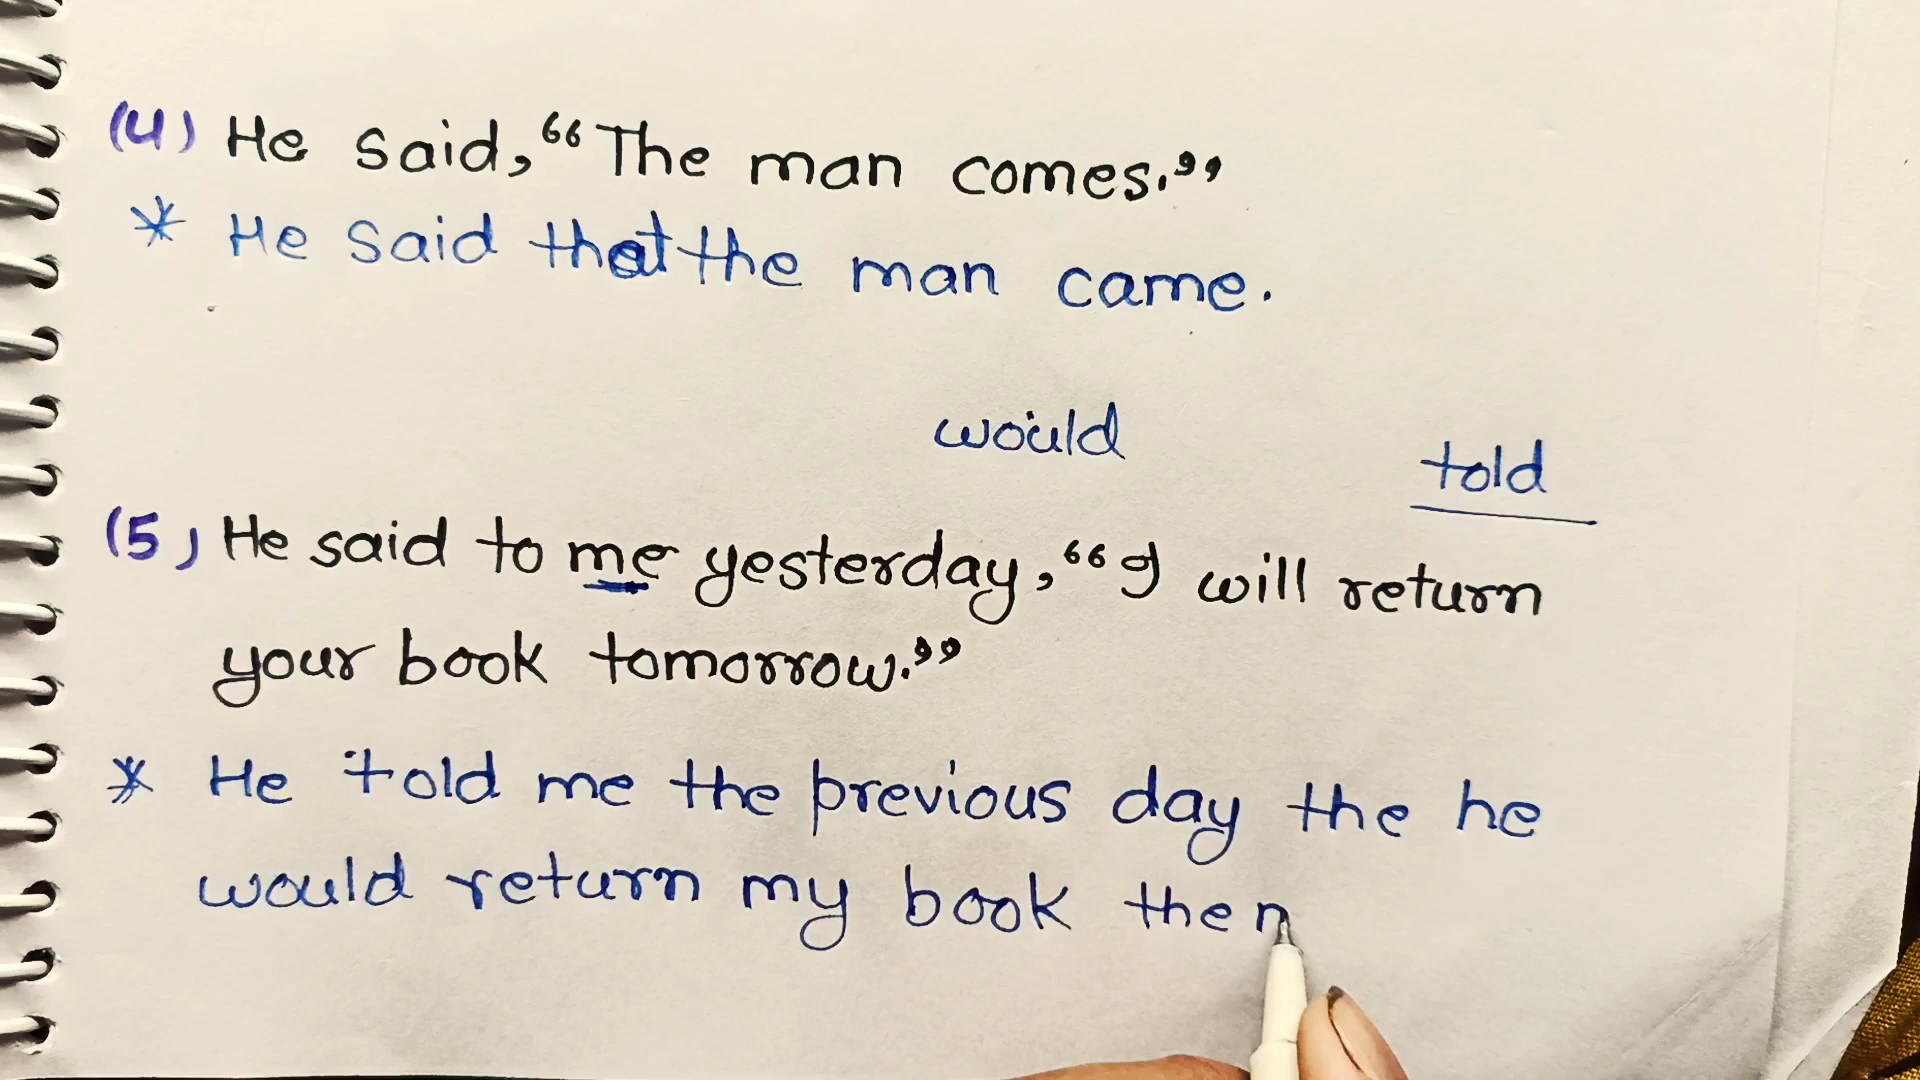 (4) He said, “The man comes.”
* He said that the man came.
would
told
(5) He said to me yesterday, “I will return
your book tomorrow.”
* He told me the previous day the he
would return my book then